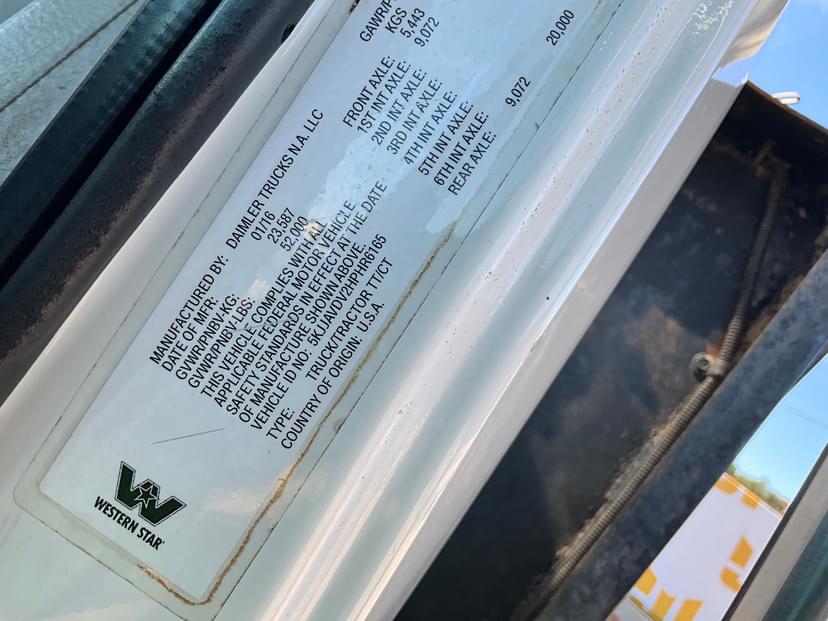 MANUFACTURED BY: DAIMLER TRUCKS N.A. LLC
DATE OF MFR: 01/16
GVWR/PNBV-KG: 23,587
GVWR/PNBV-LBS: 52,000
THIS VEHICLE COMPLIES WITH ALL
APPLICABLE FEDERAL MOTOR VEHICLE
SAFETY STANDARDS IN EFFECT AT THE DATE
OF MANUFACTURE SHOWN ABOVE.
VEHICLE ID NO: 5KJJAVDV2HPHR6165
TYPE: TRUCK/TRACTOR TT/CT
COUNTRY OF ORIGIN: U.S.A.
GAWR/P
KGS
FRONT AXLE: 5,443
1ST INT AXLE: 9,072
2ND INT AXLE:
3RD INT AXLE:
4TH INT AXLE:
5TH INT AXLE:
6TH INT AXLE:
REAR AXLE: 9,072 20,000
WESTERN STAR